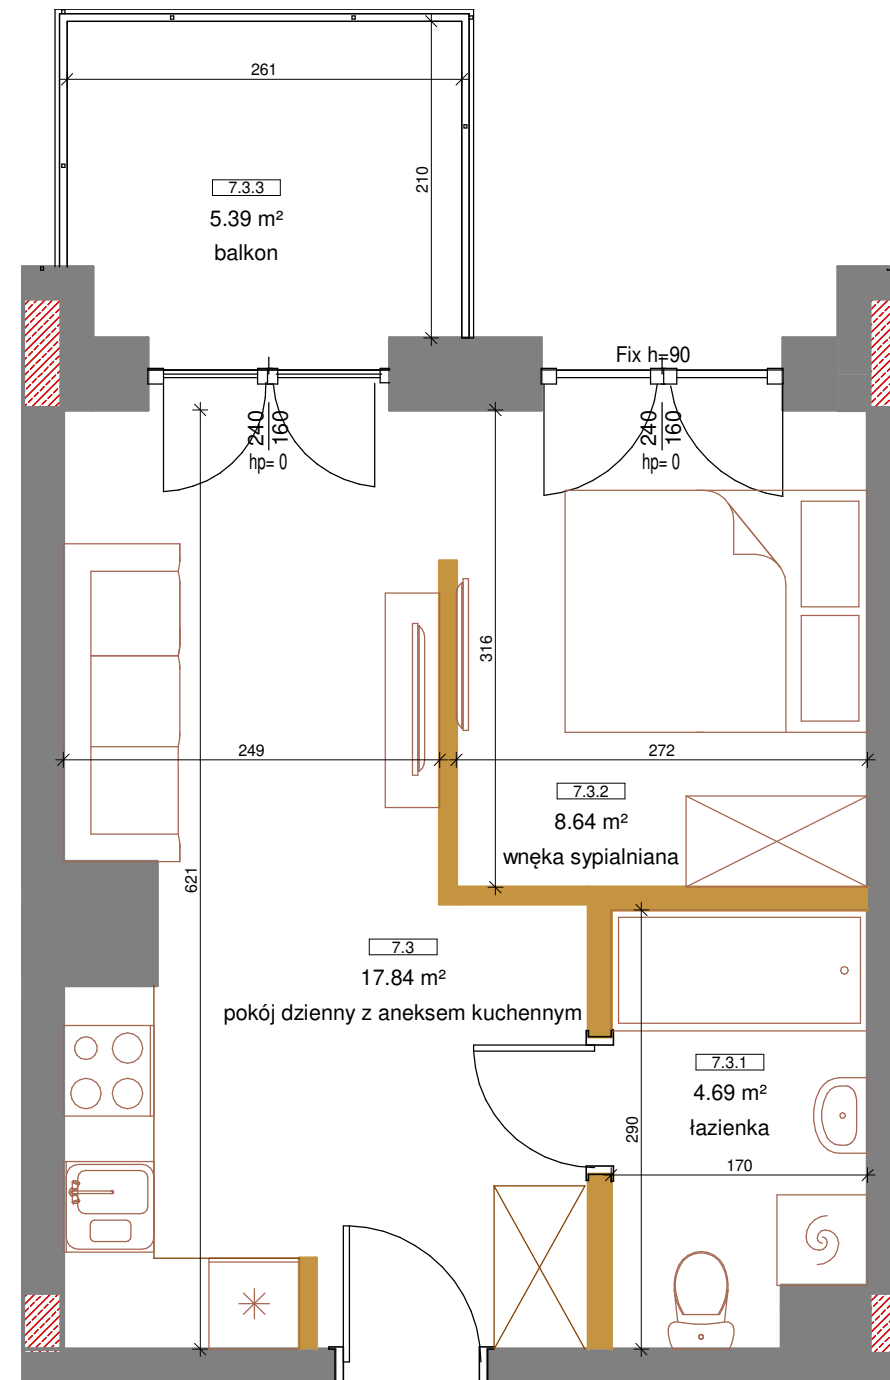 261
210
7.3.3
5.39 m²
balkon
Fix h=90
240
160
hp= 0
240
160
hp= 0
316
249
272
7.3.2
8.64 m²
wnęka sypialniana
621
7.3
17.84 m²
pokój dzienny z aneksem kuchennym
7.3.1
4.69 m²
łazienka
290
170